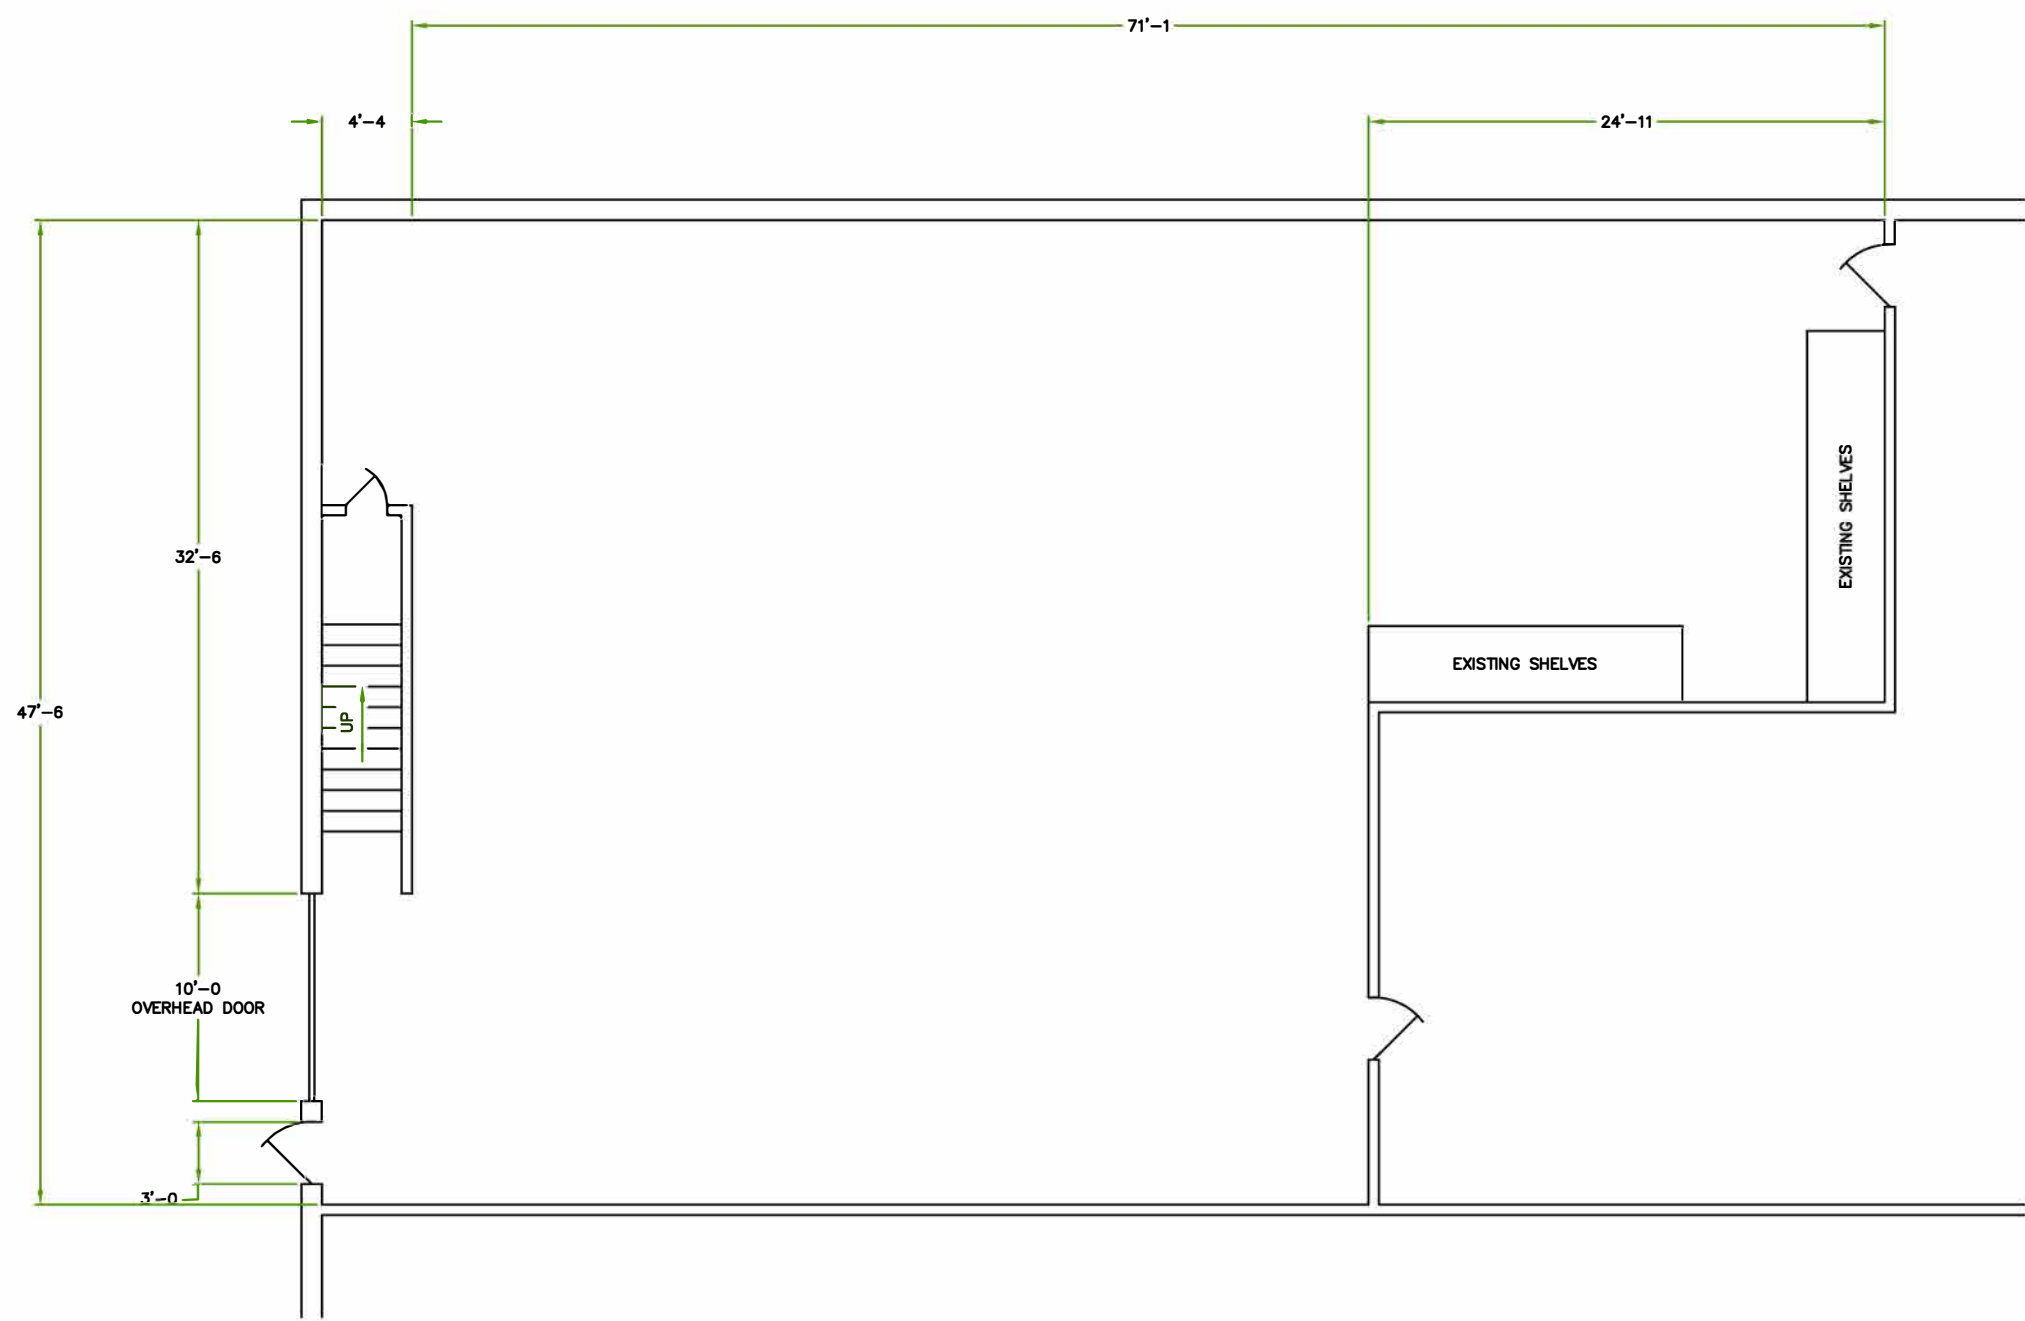 71'-1
4'-4
24'-11
32'-6
EXISTING SHELVES
EXISTING SHELVES
47'-6
UP
10'-0
OVERHEAD DOOR
3'-0